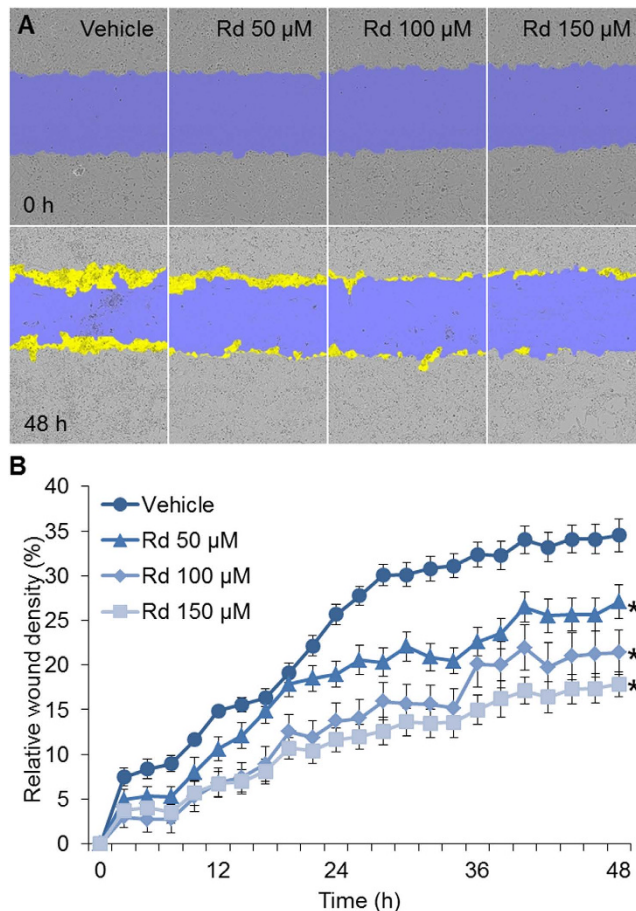 A
Vehicle
Rd 50 µM
Rd 100 µM
Rd 150 µM
0 h
48 h
B
Relative wound density (%)
40
35
30
25
20
15
10
5
0
Vehicle
Rd 50 µM
Rd 100 µM
Rd 150 µM
*
*
*
0
12
24
36
48
Time (h)